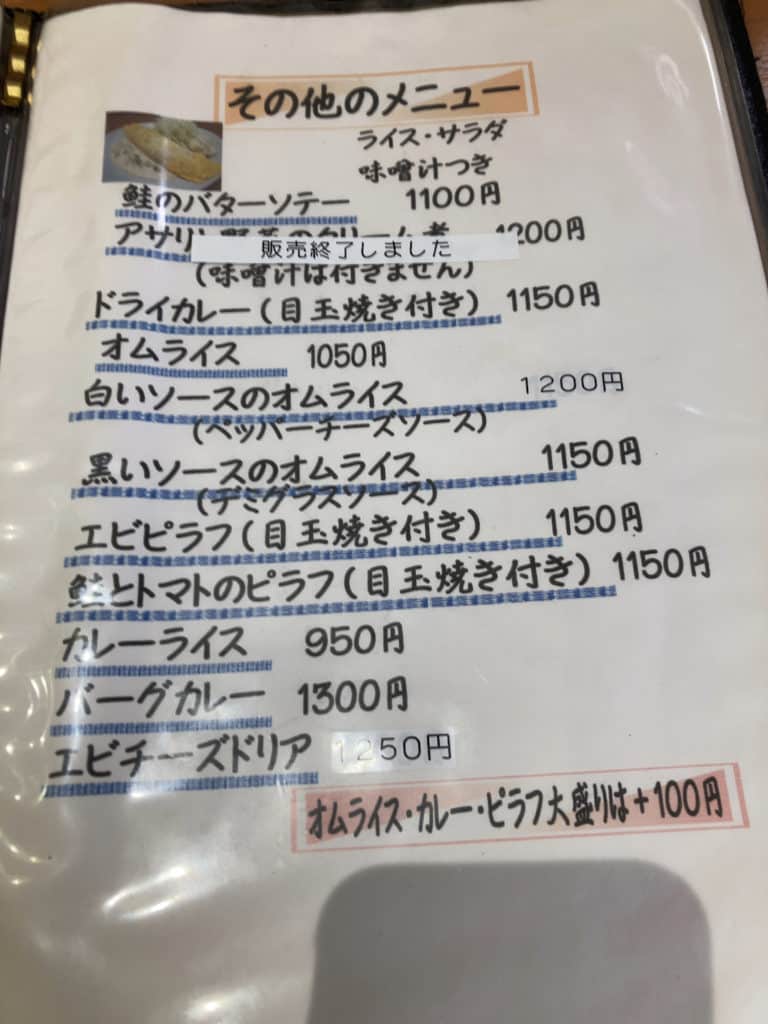 その他のメニュー
ライス・サラダ
味噌汁つき
鮭のバターソテー 1100円
アサリ 1200円
販売終了しました
(味噌汁は付きません)
ドライカレー(目玉焼き付き) 1150円
オムライス 1050円
白いソースのオムライス 1200円
(ペッパーチーズソース)
黒いソースのオムライス 1150円
(デミグラスソース)
エビピラフ(目玉焼き付き) 1150円
鮭とトマトのピラフ(目玉焼き付き) 1150円
カレーライス 950円
バーグカレー 1300円
エビチーズドリア 1250円
オムライス・カレー・ピラフ大盛りは+100円